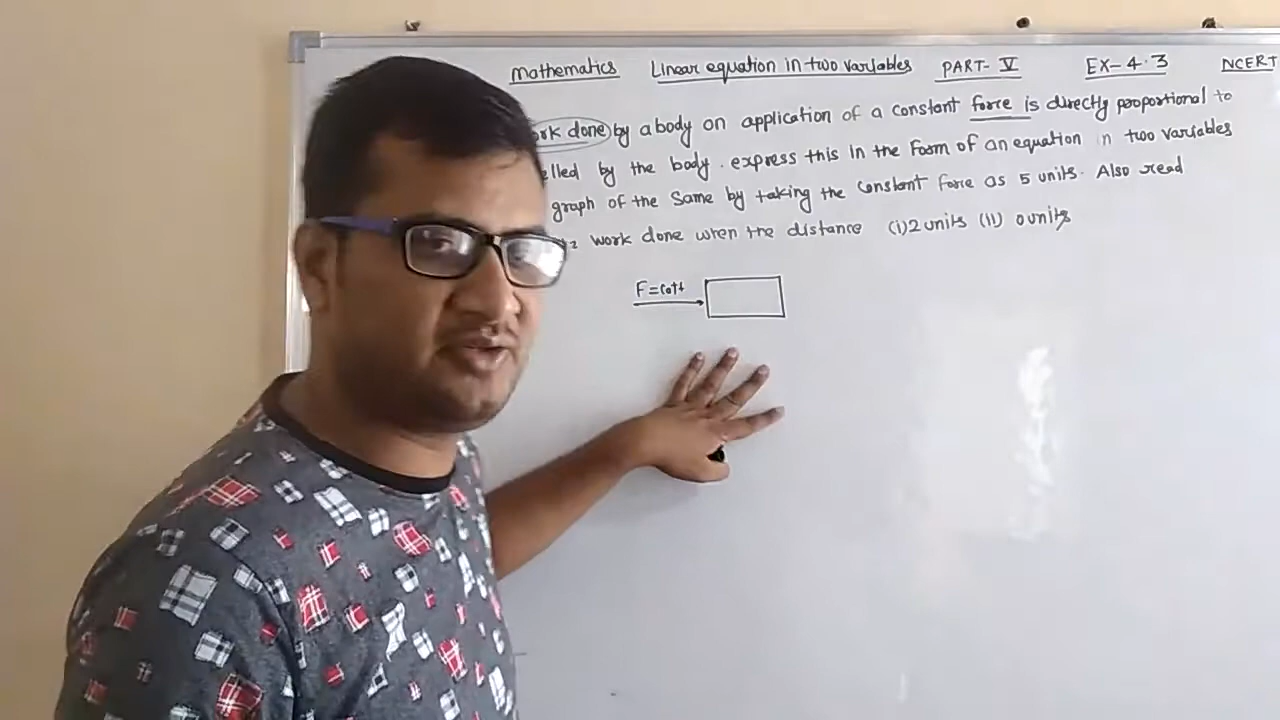 Mathematics Linear equation in two variables PART- V EX- 4.3 NCERT
done by a body on application of a constant force is directly proportional to
by the body. express this in the form of an equation in two variables
graph of the same by taking the constant force as 5 units. Also read
work done when the distance (i) 2 units (ii) 0 units
F=Cott